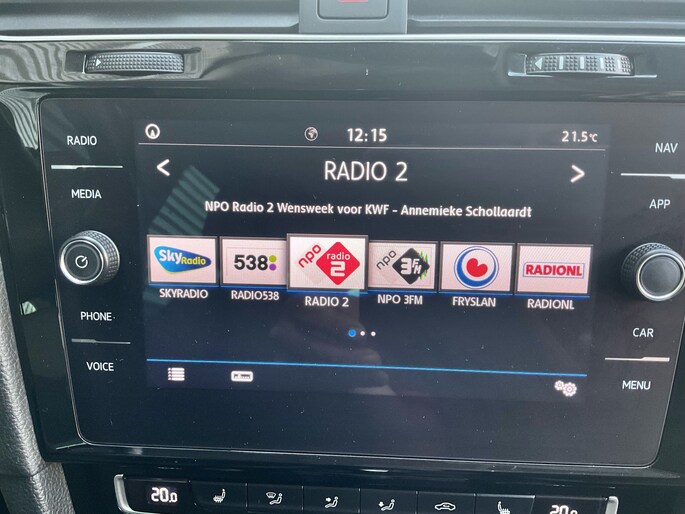 RADIO
MEDIA
PHONE
VOICE
12:15
21.5°C
RADIO 2
NPO Radio 2 Wensweek voor KWF - Annemieke Schollaardt
Sky Radio
538
npo radio 2
npo 3FM
RADIONL
SKYRADIO
RADIO538
RADIO 2
NPO 3FM
FRYSLAN
RADIONL
NAV
APP
CAR
MENU
20.0
20.0